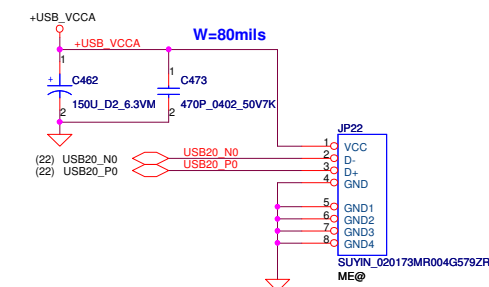 +USB_VCCA
+USB_VCCA
W=80mils
1
1
+
C462
C473
150U_D2_6.3VM
470P_0402_50V7K
2
2
JP22
1
VCC
(22) USB20_N0
USB20_N0
2
D-
(22) USB20_P0
USB20_P0
3
D+
4
GND
5
GND1
6
GND2
7
GND3
8
GND4
SUYIN_020173MR004G579ZR
ME@